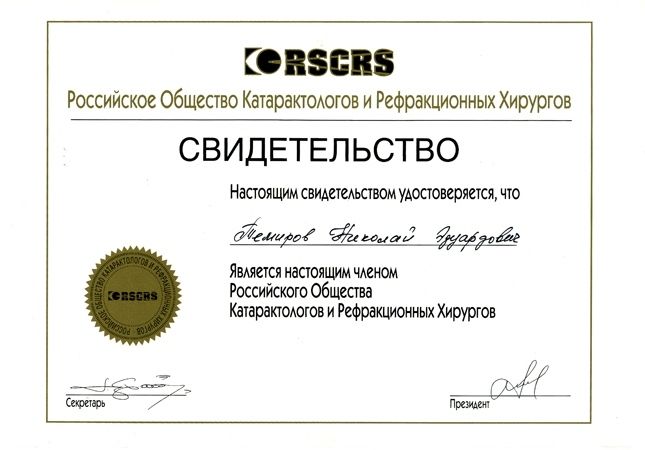 RSCRS
Российское Общество Катарактологов и Рефракционных Хирургов
СВИДЕТЕЛЬСТВО
Настоящим свидетельством удостоверяется, что
Темиров Николай Эдуардович
Является настоящим членом
Российского Общества
Катарактологов и Рефракционных Хирургов
РОССИЙСКОЕ ОБЩЕСТВО КАТАРАКТОЛОГОВ И РЕФРАКЦИОННЫХ ХИРУРГОВ
RSCRS
Секретарь
Президент